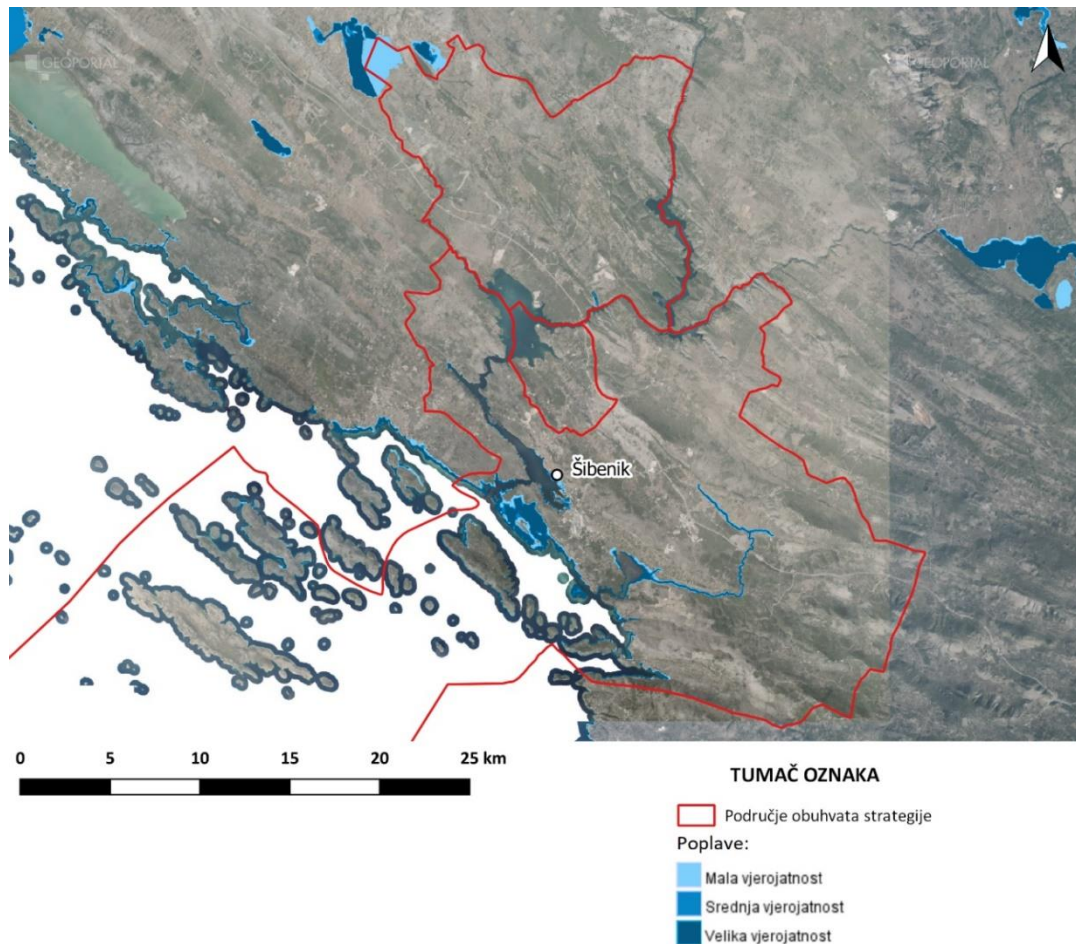 GEOPORTAL
GEOPORTAL
Šibenik
0 5 10 15 20 25 km
TUMAČ OZNAKA
Područje obuhvata strategije
Poplave:
Mala vjerojatnost
Srednja vjerojatnost
Velika vjerojatnost